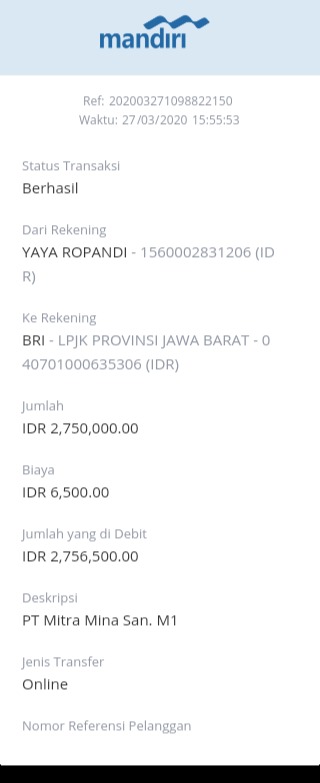 mandiri
Ref: 202003271098822150
Waktu: 27/03/2020 15:55:53
Status Transaksi
Berhasil
Dari Rekening
YAYA ROPANDI - 1560002831206 (ID
R)
Ke Rekening
BRI - LPJK PROVINSI JAWA BARAT - 0
40701000635306 (IDR)
Jumlah
IDR 2,750,000.00
Biaya
IDR 6,500.00
Jumlah yang di Debit
IDR 2,756,500.00
Deskripsi
PT Mitra Mina San. M1
Jenis Transfer
Online
Nomor Referensi Pelanggan